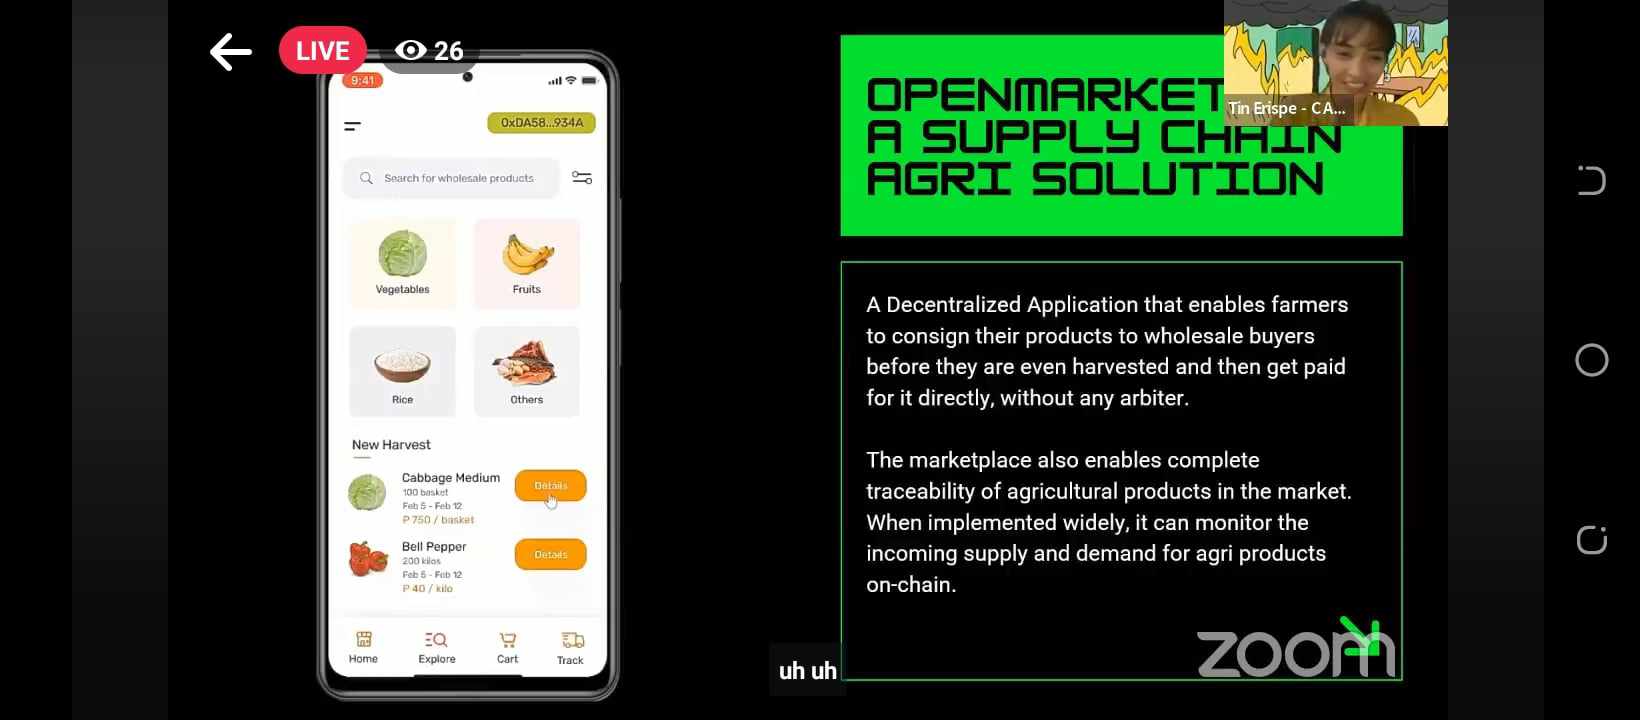 LIVE 26
9:41
0xDA58...934A
Search for wholesale products
Vegetables
Fruits
Rice
Others
New Harvest
Cabbage Medium
100 basket
Feb 5 - Feb 12
P 750 / basket
Details
Bell Pepper
200 kilos
Feb 5 - Feb 12
P 40 / kilo
Details
Home
Explore
Cart
Track
OPENMARKET
A SUPPLY CHAIN
AGRI SOLUTION
Tin Erispe - C A...
A Decentralized Application that enables farmers
to consign their products to wholesale buyers
before they are even harvested and then get paid
for it directly, without any arbiter.
The marketplace also enables complete
traceability of agricultural products in the market.
When implemented widely, it can monitor the
incoming supply and demand for agri products
on-chain.
uh uh
zoom